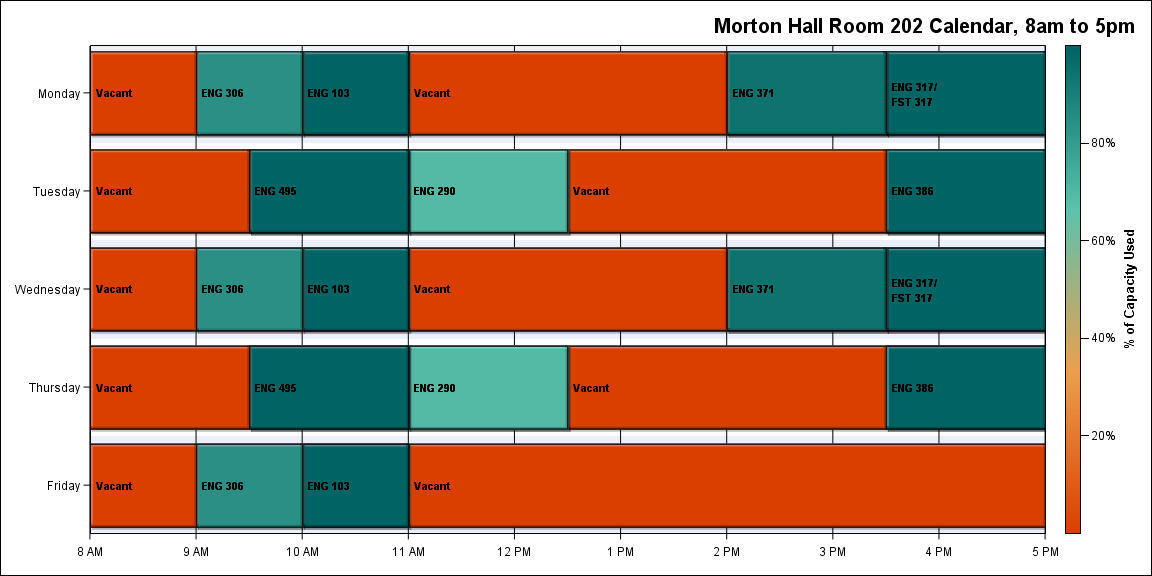 Morton Hall Room 202 Calendar, 8am to 5pm
Monday
Vacant
ENG 306
ENG 103
Vacant
ENG 371
ENG 317/
FST 317
Tuesday
Vacant
ENG 495
ENG 290
Vacant
ENG 386
Wednesday
Vacant
ENG 306
ENG 103
Vacant
ENG 371
ENG 317/
FST 317
Thursday
Vacant
ENG 495
ENG 290
Vacant
ENG 386
Friday
Vacant
ENG 306
ENG 103
Vacant
8 AM
9 AM
10 AM
11 AM
12 PM
1 PM
2 PM
3 PM
4 PM
5 PM
80%
60%
40%
20%
% of Capacity Used